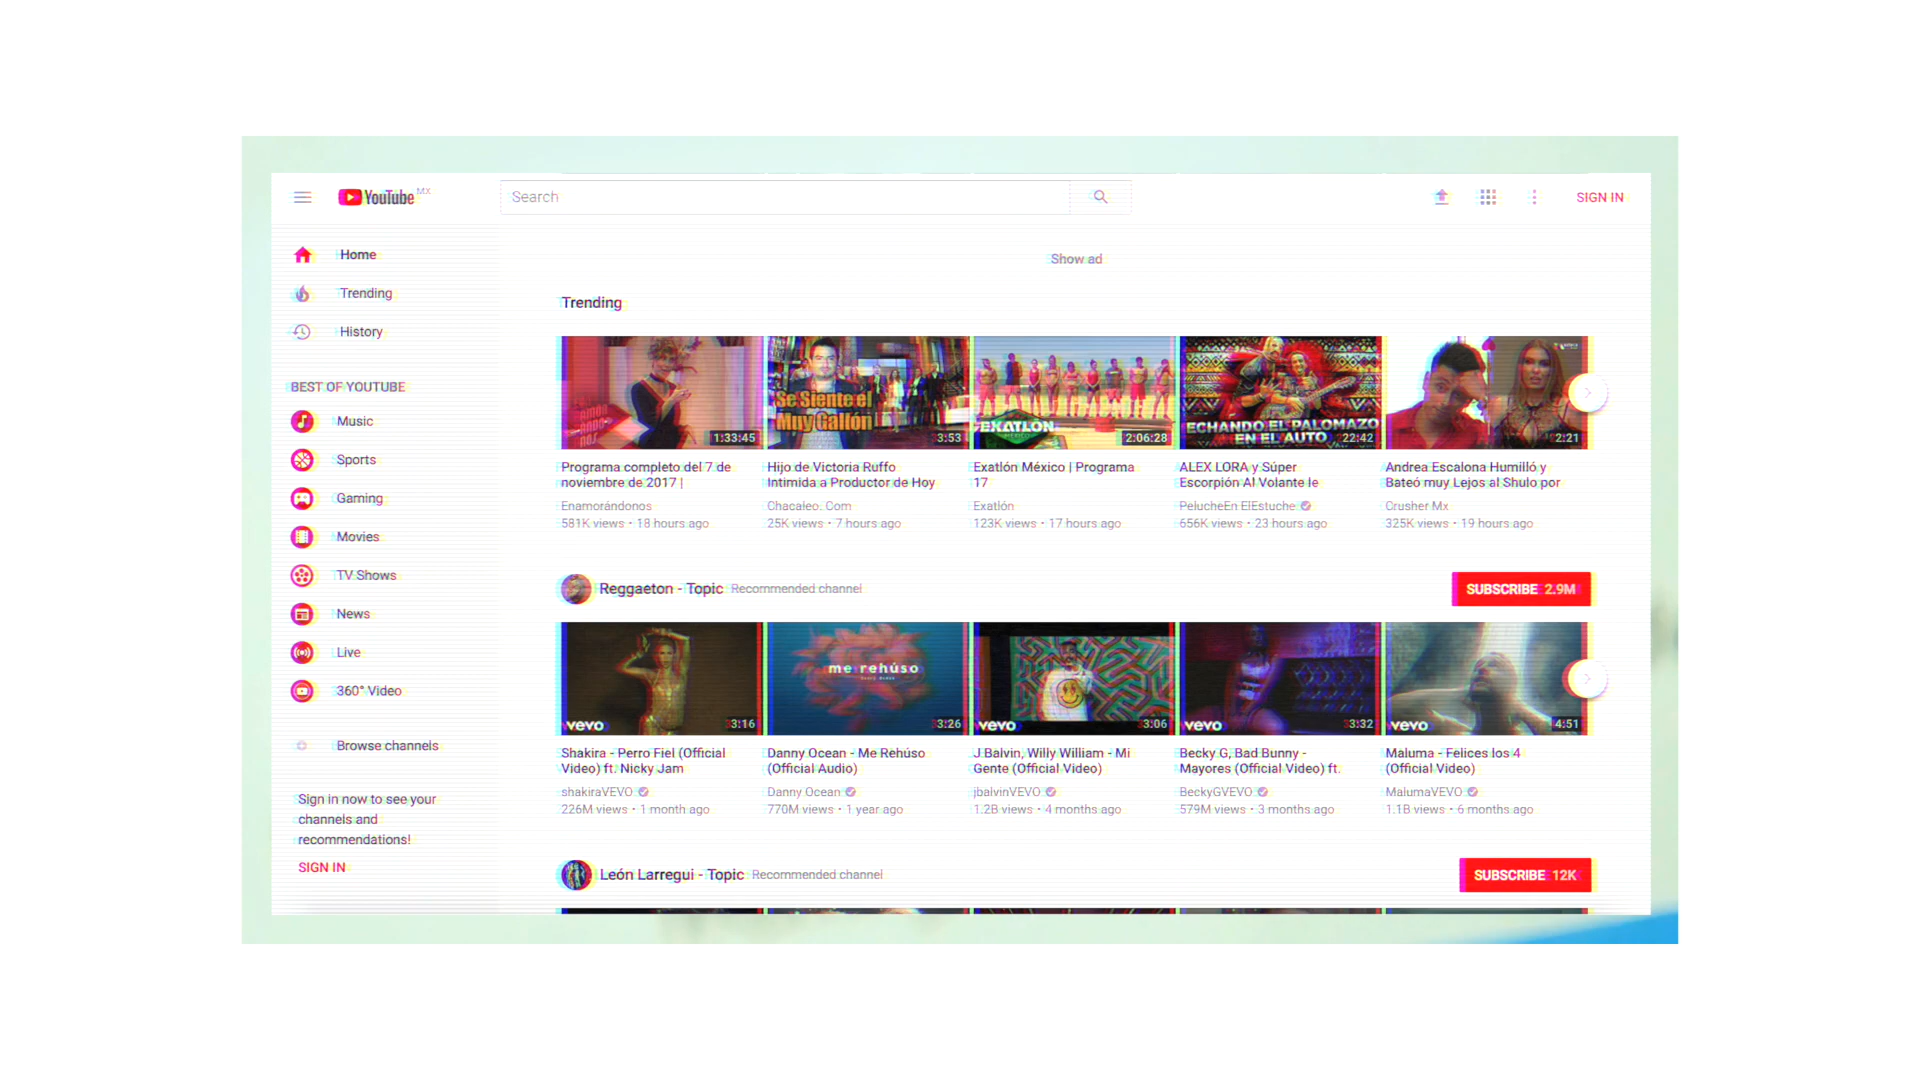 YouTube MX
Search
SIGN IN
Home
Trending
History
BEST OF YOUTUBE
Music
Sports
Gaming
Movies
TV Shows
News
Live
360° Video
Browse channels
Sign in now to see your
channels and
recommendations!
SIGN IN
Show ad
Trending
1:33:45
Se Siente el
Muy Gallón
3:53
EXATLÓN
MÉXICO
2:06:28
ECHANDO EL PALOMAZO
EN EL AUTO
22:42
2:21
Programa completo del 7 de
noviembre de 2017 |
Enamorándonos
581K views • 18 hours ago
Hijo de Victoria Ruffo
Intimida a Productor de Hoy
Chacaleo. Com
25K views • 7 hours ago
Exatlón México | Programa
17
Exatlón
123K views • 17 hours ago
ALEX LORA y Súper
Escorpión Al Volante le
PelucheEn ElEstuche
656K views • 23 hours ago
Andrea Escalona Humilló y
Bateó muy Lejos al Shulo por
Crusher Mx
325K views • 19 hours ago
Reggaeton - Topic Recommended channel
SUBSCRIBE 2.9M
vevo
3:16
me rehúso
3:26
vevo
3:06
vevo
3:32
vevo
4:51
Shakira - Perro Fiel (Official
Video) ft. Nicky Jam
shakiraVEVO
226M views • 1 month ago
Danny Ocean - Me Rehúso
(Official Audio)
Danny Ocean
770M views • 1 year ago
J Balvin, Willy William - Mi
Gente (Official Video)
jbalvinVEVO
1.2B views • 4 months ago
Becky G, Bad Bunny -
Mayores (Official Video) ft.
BeckyGVEVO
579M views • 3 months ago
Maluma - Felices los 4
(Official Video)
MalumaVEVO
1.1B views • 6 months ago
León Larregui - Topic Recommended channel
SUBSCRIBE 12K